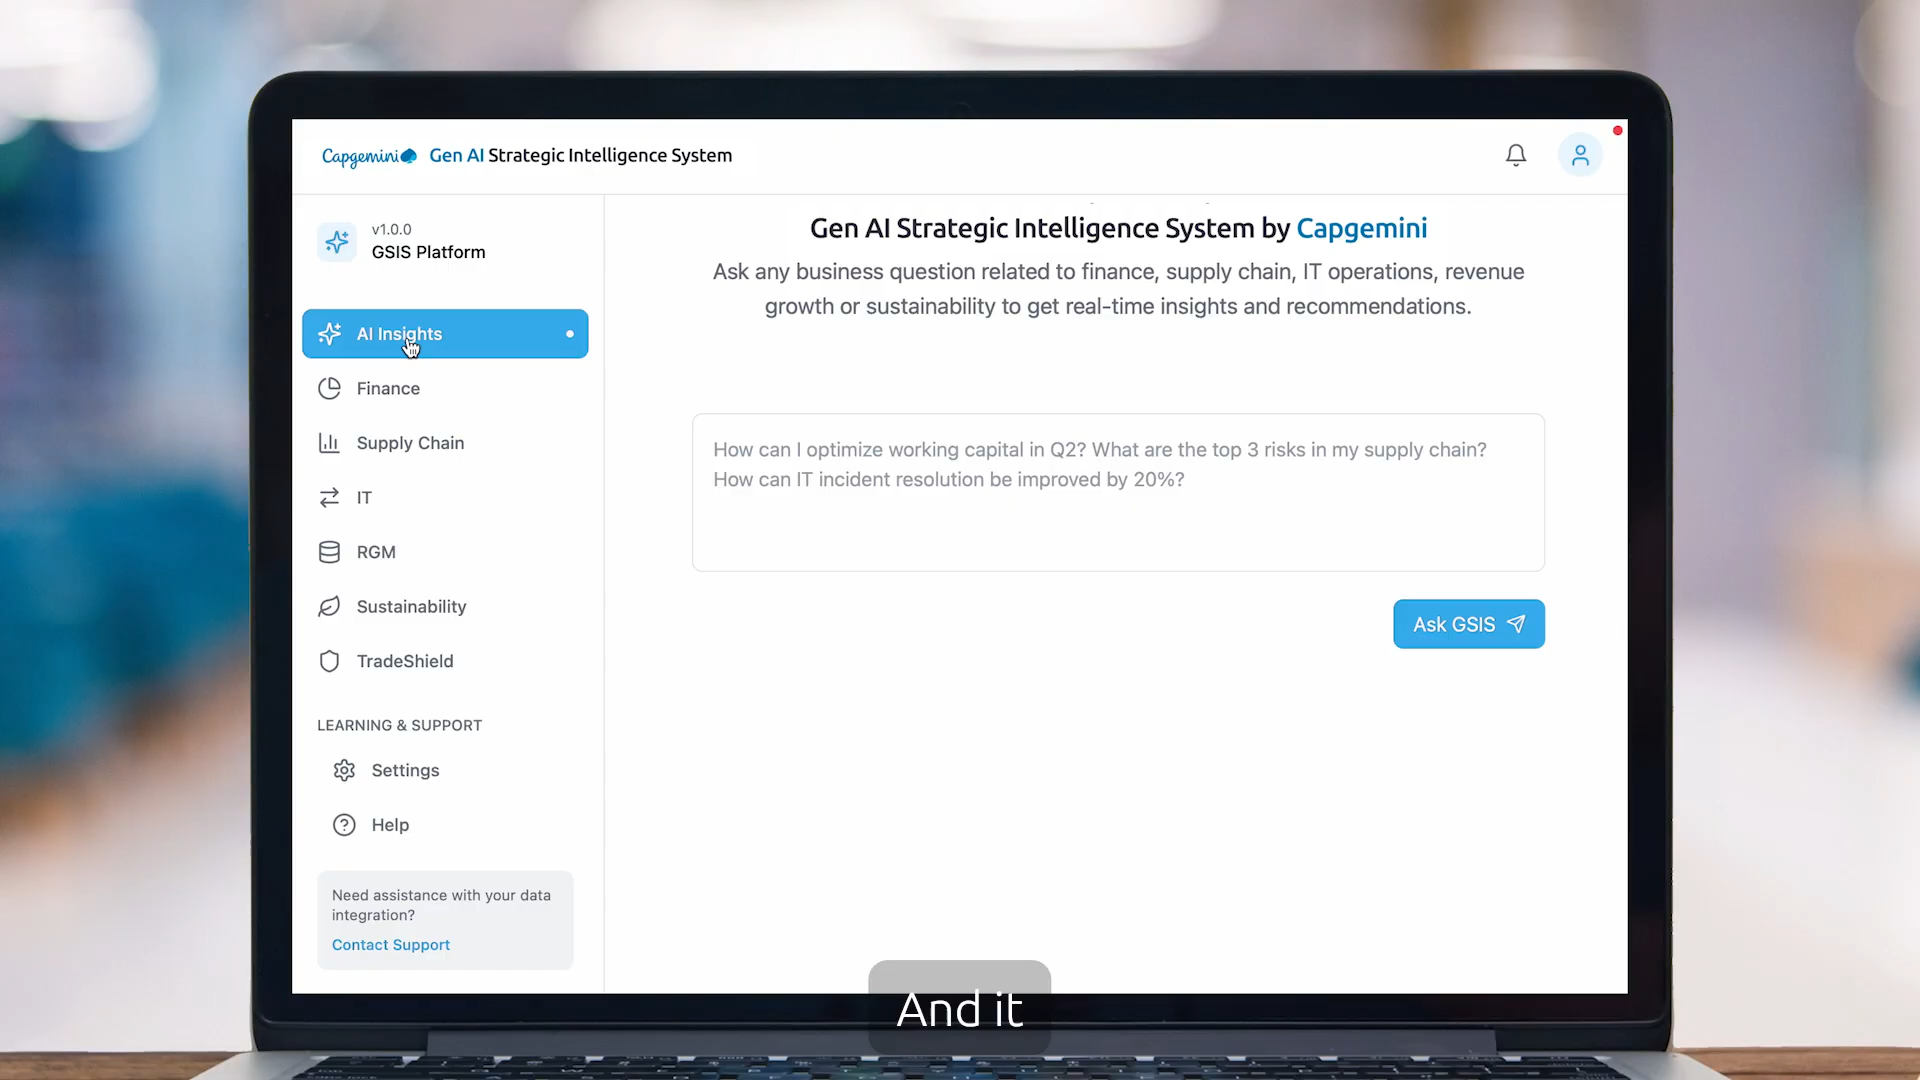 Capgemini Gen AI Strategic Intelligence System
v1.0.0
GSIS Platform
AI Insights
Finance
Supply Chain
IT
RGM
Sustainability
TradeShield
LEARNING & SUPPORT
Settings
Help
Need assistance with your data
integration?
Contact Support
Gen AI Strategic Intelligence System by Capgemini
Ask any business question related to finance, supply chain, IT operations, revenue
growth or sustainability to get real-time insights and recommendations.
How can I optimize working capital in Q2? What are the top 3 risks in my supply chain?
How can IT incident resolution be improved by 20%?
Ask GSIS
And it